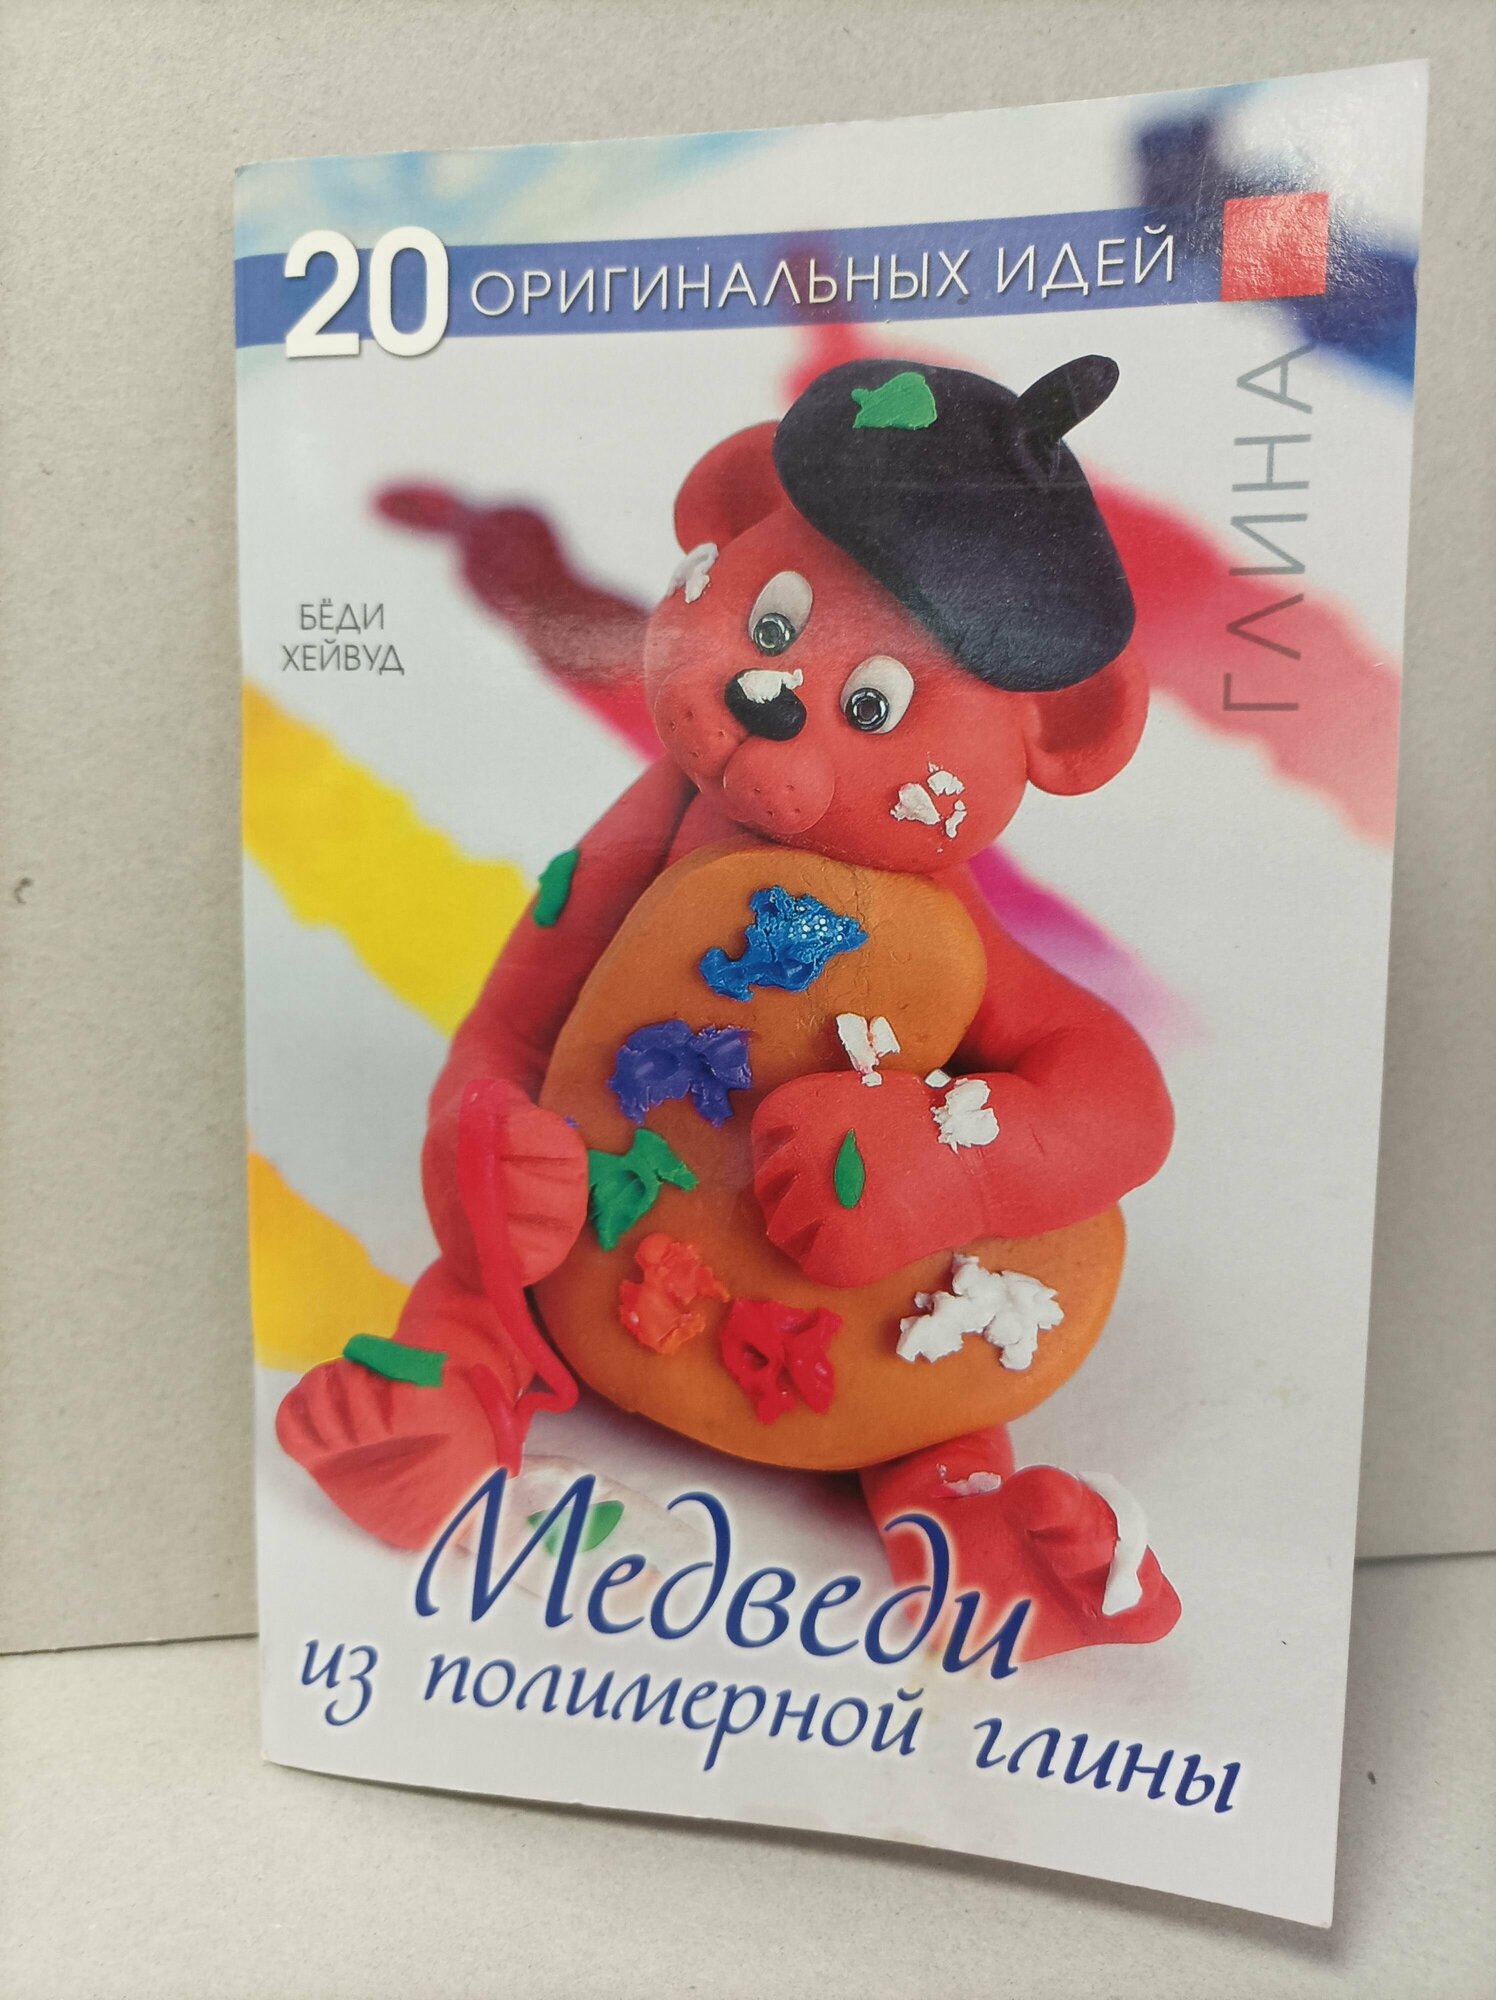 20 ОРИГИНАЛЬНЫХ ИДЕЙ
ГЛИНА
БЁДИ
ХЕЙВУД
Медведи
из полимерной глины